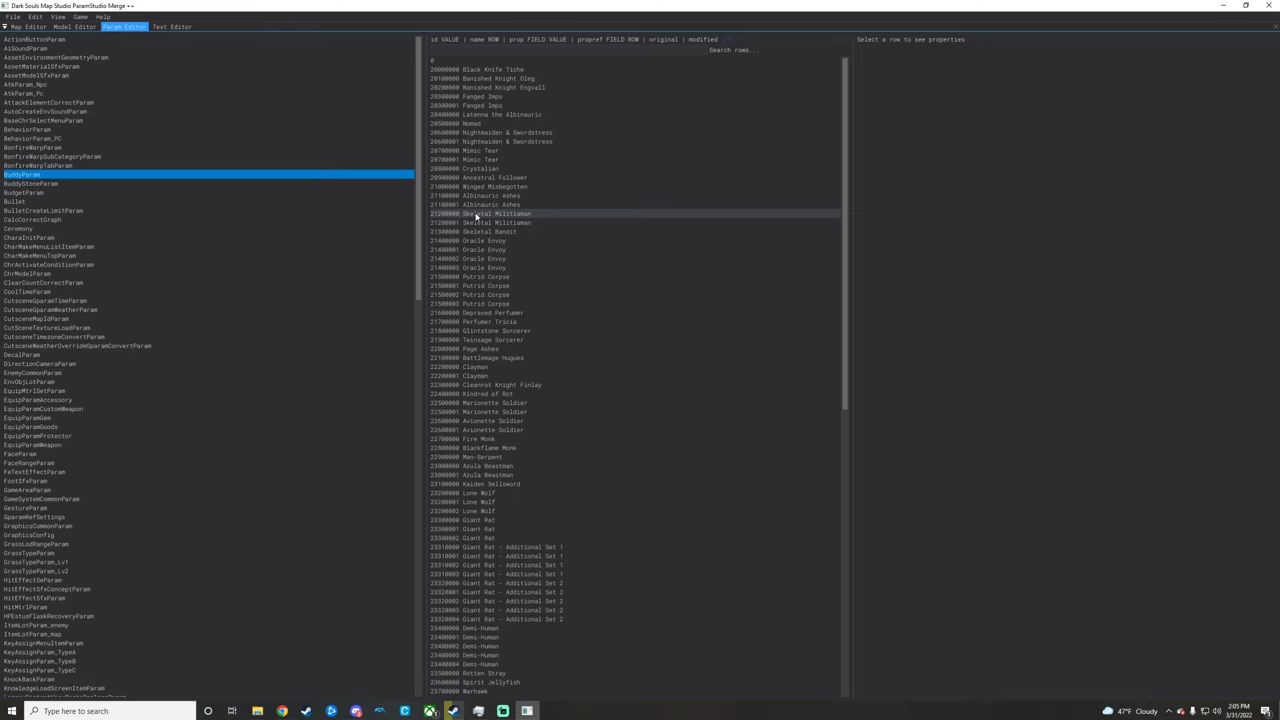 Dark Souls Map Studio ParamStudio Merge ++
File Edit View Game Help
Map Editor Model Editor Param Editor Text Editor
ActionButtonParam
AiSoundParam
AssetEnvironmentGeometryParam
AssetMaterialSfxParam
AssetModelSfxParam
AtkParam_Npc
AtkParam_Pc
AttackElementCorrectParam
AutoCreateEnvSoundParam
BaseChrSelectMenuParam
BehaviorParam
BehaviorParam_PC
BonfireWarpParam
BonfireWarpSubCategoryParam
BonfireWarpTabParam
BuddyParam
BuddyStoneParam
BudgetParam
Bullet
BulletCreateLimitParam
CalcCorrectGraph
Ceremony
CharaInitParam
CharMakeMenuListItemParam
CharMakeMenuTopParam
ChrActivateConditionParam
ChrModelParam
ClearCountCorrectParam
CoolTimeParam
CutsceneGparamTimeParam
CutsceneGparamWeatherParam
CutsceneMapIdParam
CutSceneTextureLoadParam
CutsceneTimezoneConvertParam
CutsceneWeatherOverrideGparamConvertParam
DecalParam
DirectionCameraParam
EnemyCommonParam
EnvObjLotParam
EquipMtrlSetParam
EquipParamAccessory
EquipParamCustomWeapon
EquipParamGem
EquipParamGoods
EquipParamProtector
EquipParamWeapon
FaceParam
FaceRangeParam
FeTextEffectParam
FootSfxParam
GameAreaParam
GameSystemCommonParam
GestureParam
GparamRefSettings
GraphicsCommonParam
GraphicsConfig
GrassLodRangeParam
GrassTypeParam
GrassTypeParam_Lv1
GrassTypeParam_Lv2
HitEffectSeParam
HitEffectSfxConceptParam
HitEffectSfxParam
HitMtrlParam
HPEstusFlaskRecoveryParam
ItemLotParam_enemy
ItemLotParam_map
KeyAssignMenuItemParam
KeyAssignParam_TypeA
KeyAssignParam_TypeB
KeyAssignParam_TypeC
KnockBackParam
KnowledgeLoadScreenItemParam
id VALUE | name ROW | prop FIELD VALUE | propref FIELD ROW | original | modified
Search rows...
0
20000000 Black Knife Tiche
20100000 Banished Knight Oleg
20200000 Banished Knight Engvall
20300000 Fanged Imps
20300001 Fanged Imps
20400000 Latenna the Albinauric
20500000 Nomad
20600000 Nightmaiden & Swordstress
20600001 Nightmaiden & Swordstress
20700000 Mimic Tear
20700001 Mimic Tear
20800000 Crystalian
20900000 Ancestral Follower
21000000 Winged Misbegotten
21100000 Albinauric Ashes
21100001 Albinauric Ashes
21200000 Skeletal Militiaman
21200001 Skeletal Militiaman
21300000 Skeletal Bandit
21400000 Oracle Envoy
21400001 Oracle Envoy
21400002 Oracle Envoy
21400003 Oracle Envoy
21500000 Putrid Corpse
21500001 Putrid Corpse
21500002 Putrid Corpse
21500003 Putrid Corpse
21600000 Depraved Perfumer
21700000 Perfumer Tricia
21800000 Glintstone Sorcerer
21900000 Twinsage Sorcerer
22000000 Page Ashes
22100000 Battlemage Hugues
22200000 Clayman
22200001 Clayman
22300000 Cleanrot Knight Finlay
22400000 Kindred of Rot
22500000 Marionette Soldier
22500001 Marionette Soldier
22600000 Avionette Soldier
22600001 Avionette Soldier
22700000 Fire Monk
22800000 Blackflame Monk
22900000 Man-Serpent
23000000 Azula Beastman
23000001 Azula Beastman
23100000 Kaiden Sellsword
23200000 Lone Wolf
23200001 Lone Wolf
23200002 Lone Wolf
23300000 Giant Rat
23300001 Giant Rat
23300002 Giant Rat
23310000 Giant Rat - Additional Set 1
23310001 Giant Rat - Additional Set 1
23310002 Giant Rat - Additional Set 1
23310003 Giant Rat - Additional Set 1
23320000 Giant Rat - Additional Set 2
23320001 Giant Rat - Additional Set 2
23320002 Giant Rat - Additional Set 2
23320003 Giant Rat - Additional Set 2
23320004 Giant Rat - Additional Set 2
23400000 Demi-Human
23400001 Demi-Human
23400002 Demi-Human
23400003 Demi-Human
23400004 Demi-Human
23500000 Rotten Stray
23600000 Spirit Jellyfish
23700000 Warhawk
Select a row to see properties
Type here to search
47°F Cloudy
2:05 PM
3/31/2022